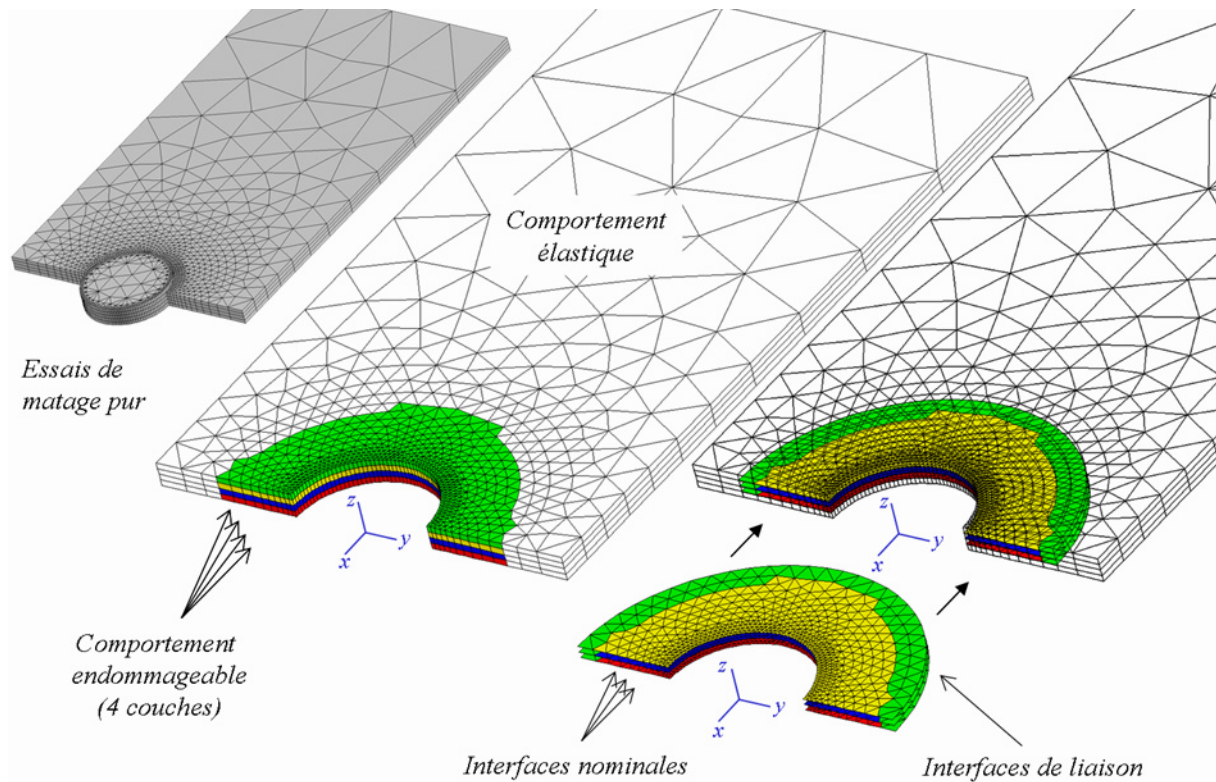 Comportement
élastique
Essais de
matage pur
z
y
x
z
y
x
Comportement
endommageable
(4 couches)
z
y
x
Interfaces nominales
Interfaces de liaison